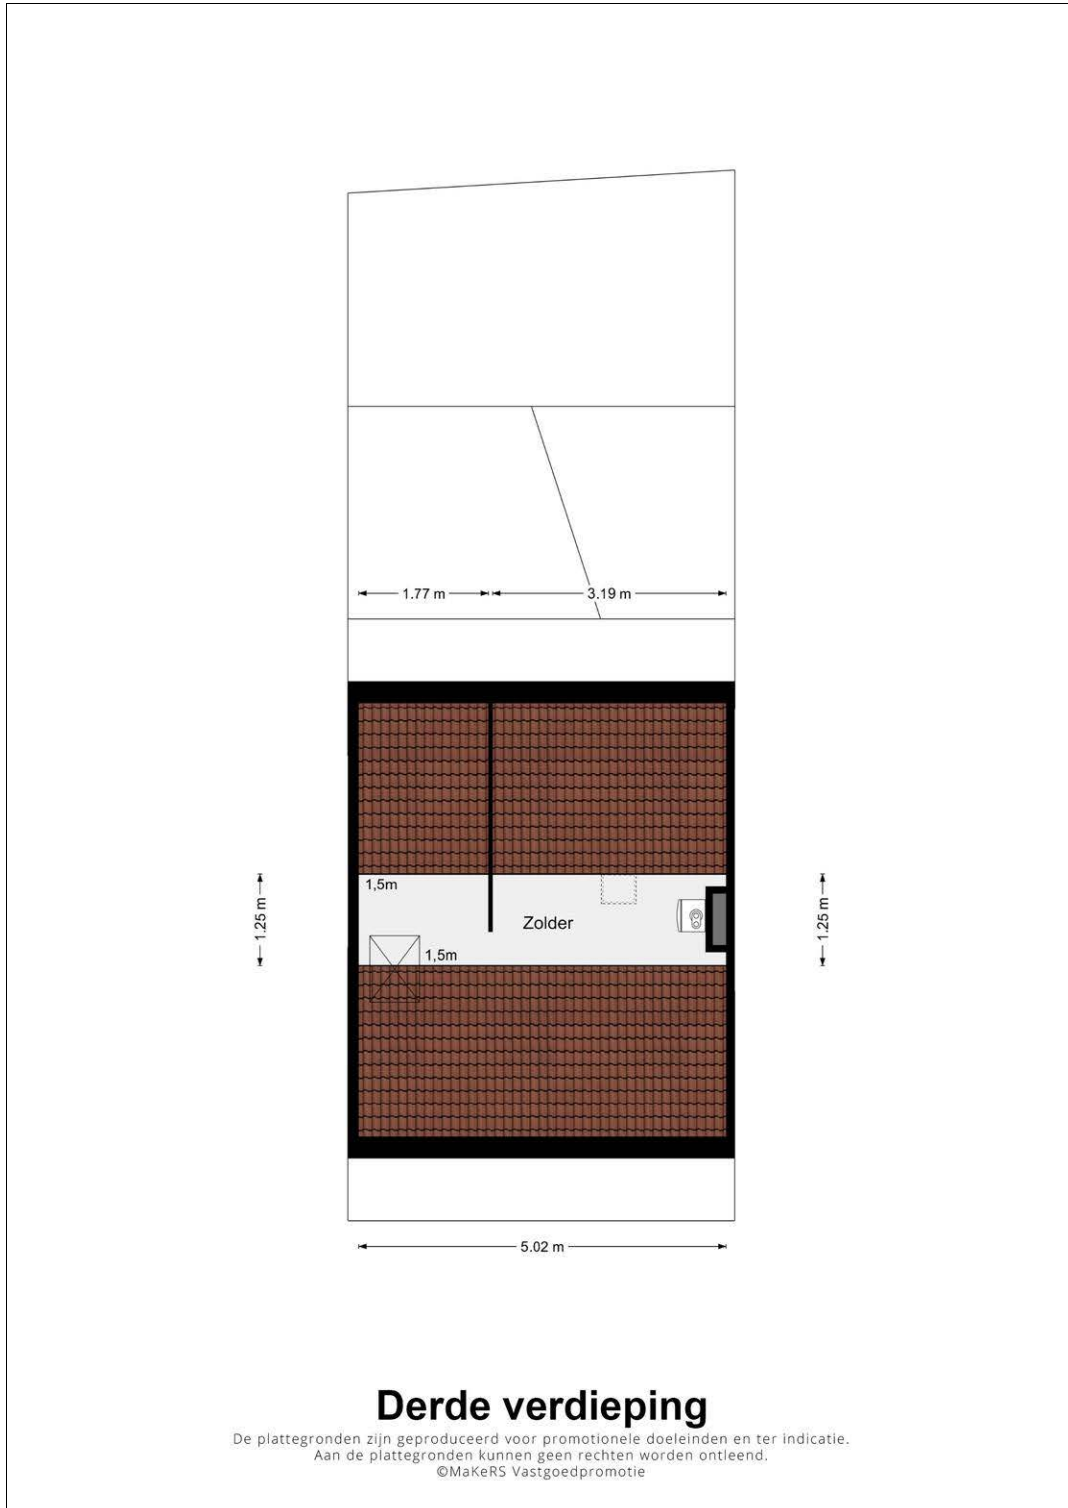 1.77 m
3.19 m
1,5m
1.25 m
1.25 m
Zolder
1,5m
5.02 m
Derde verdieping
De plattegronden zijn geproduceerd voor promotionele doeleinden en ter indicatie.
Aan de plattegronden kunnen geen rechten worden ontleend.
©MaKeRS Vastgoedpromotie